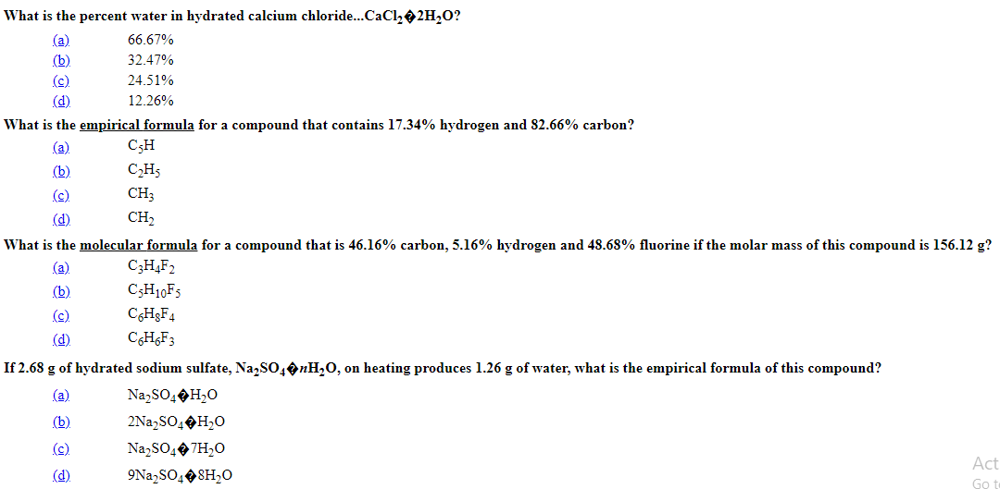 What is the percent water in hydrated calcium chloride...CaCl₂�2H₂O?
(a) 66.67%
(b) 32.47%
(c) 24.51%
(d) 12.26%
What is the empirical formula for a compound that contains 17.34% hydrogen and 82.66% carbon?
(a) C₅H
(b) C₂H₅
(c) CH₃
(d) CH₂
What is the molecular formula for a compound that is 46.16% carbon, 5.16% hydrogen and 48.68% fluorine if the molar mass of this compound is 156.12 g?
(a) C₃H₄F₂
(b) C₅H₁₀F₅
(c) C₆H₈F₄
(d) C₆H₆F₃
If 2.68 g of hydrated sodium sulfate, Na₂SO₄�nH₂O, on heating produces 1.26 g of water, what is the empirical formula of this compound?
(a) Na₂SO₄�H₂O
(b) 2Na₂SO₄�H₂O
(c) Na₂SO₄�7H₂O
(d) 9Na₂SO₄�8H₂O
Act
Go t